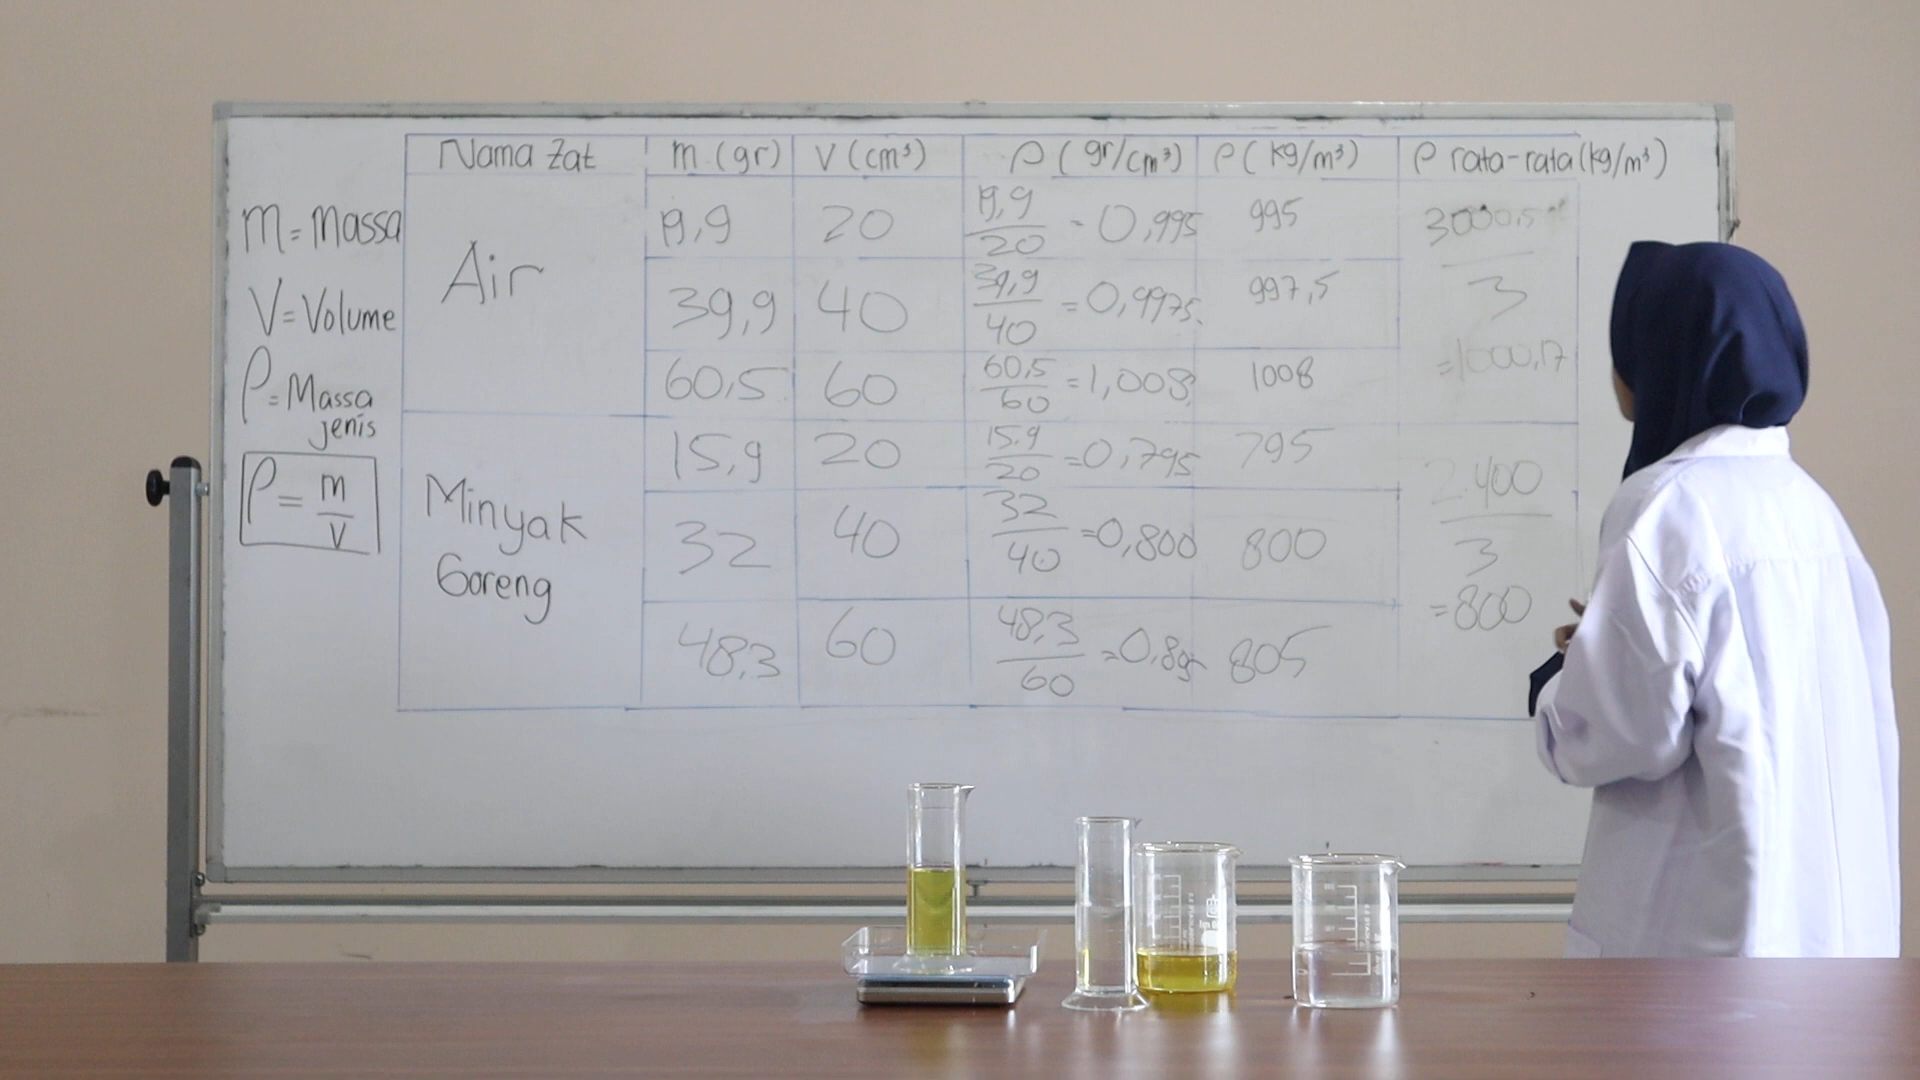 m = Massa
V = Volume
ρ = Massa
jenis
ρ = m/V
Nama Zat m (gr) V (cm³) ρ (gr/cm³) ρ (kg/m³) ρ rata-rata (kg/m³)
Air
19,9 20 19,9/20 = 0,995 995
39,9 40 39,9/40 = 0,9975 997,5
60,5 60 60,5/60 = 1,008 1008
3000,5
3
= 1000,17
Minyak
Goreng
15,9 20 15,9/20 = 0,795 795
32 40 32/40 = 0,800 800
48,3 60 48,3/60 = 805
2.400
3
= 800